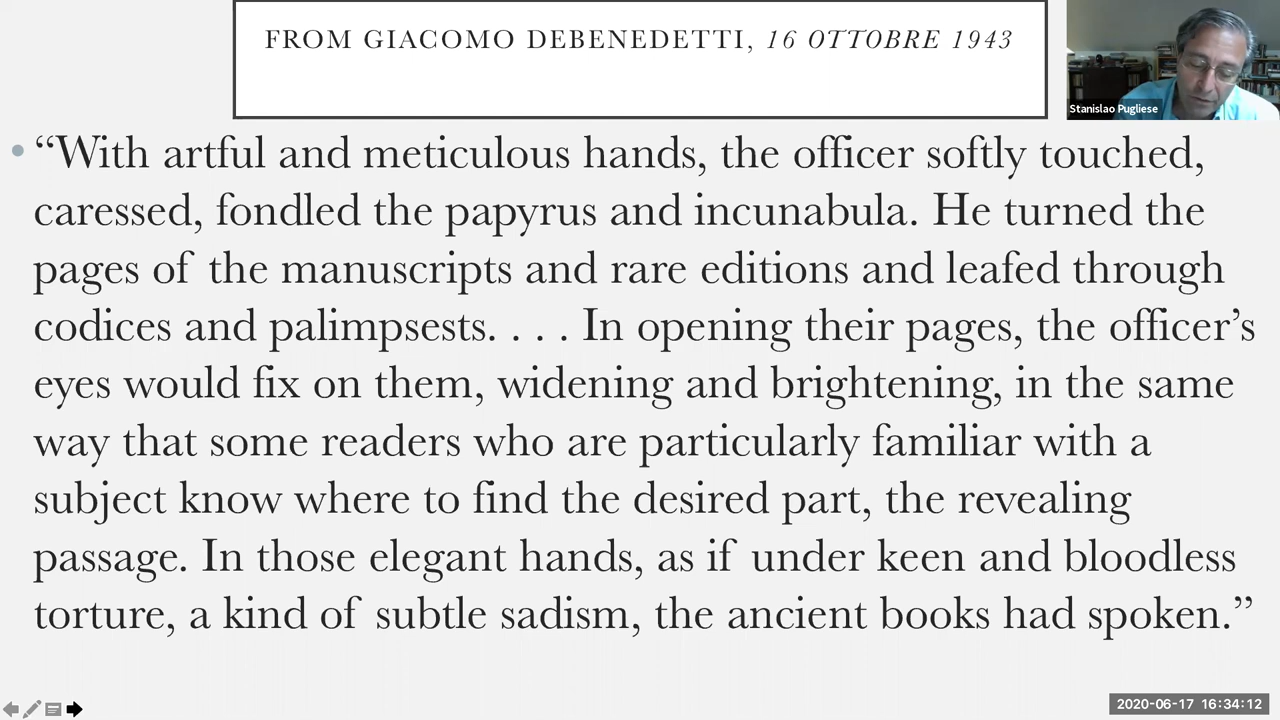 FROM GIACOMO DEBENEDETTI, 16 OTTOBRE 1943
Stanislao Pugliese
• “With artful and meticulous hands, the officer softly touched,
caressed, fondled the papyrus and incunabula. He turned the
pages of the manuscripts and rare editions and leafed through
codices and palimpsests. . . . In opening their pages, the officer’s
eyes would fix on them, widening and brightening, in the same
way that some readers who are particularly familiar with a
subject know where to find the desired part, the revealing
passage. In those elegant hands, as if under keen and bloodless
torture, a kind of subtle sadism, the ancient books had spoken.”
2020-06-17 16:34:12